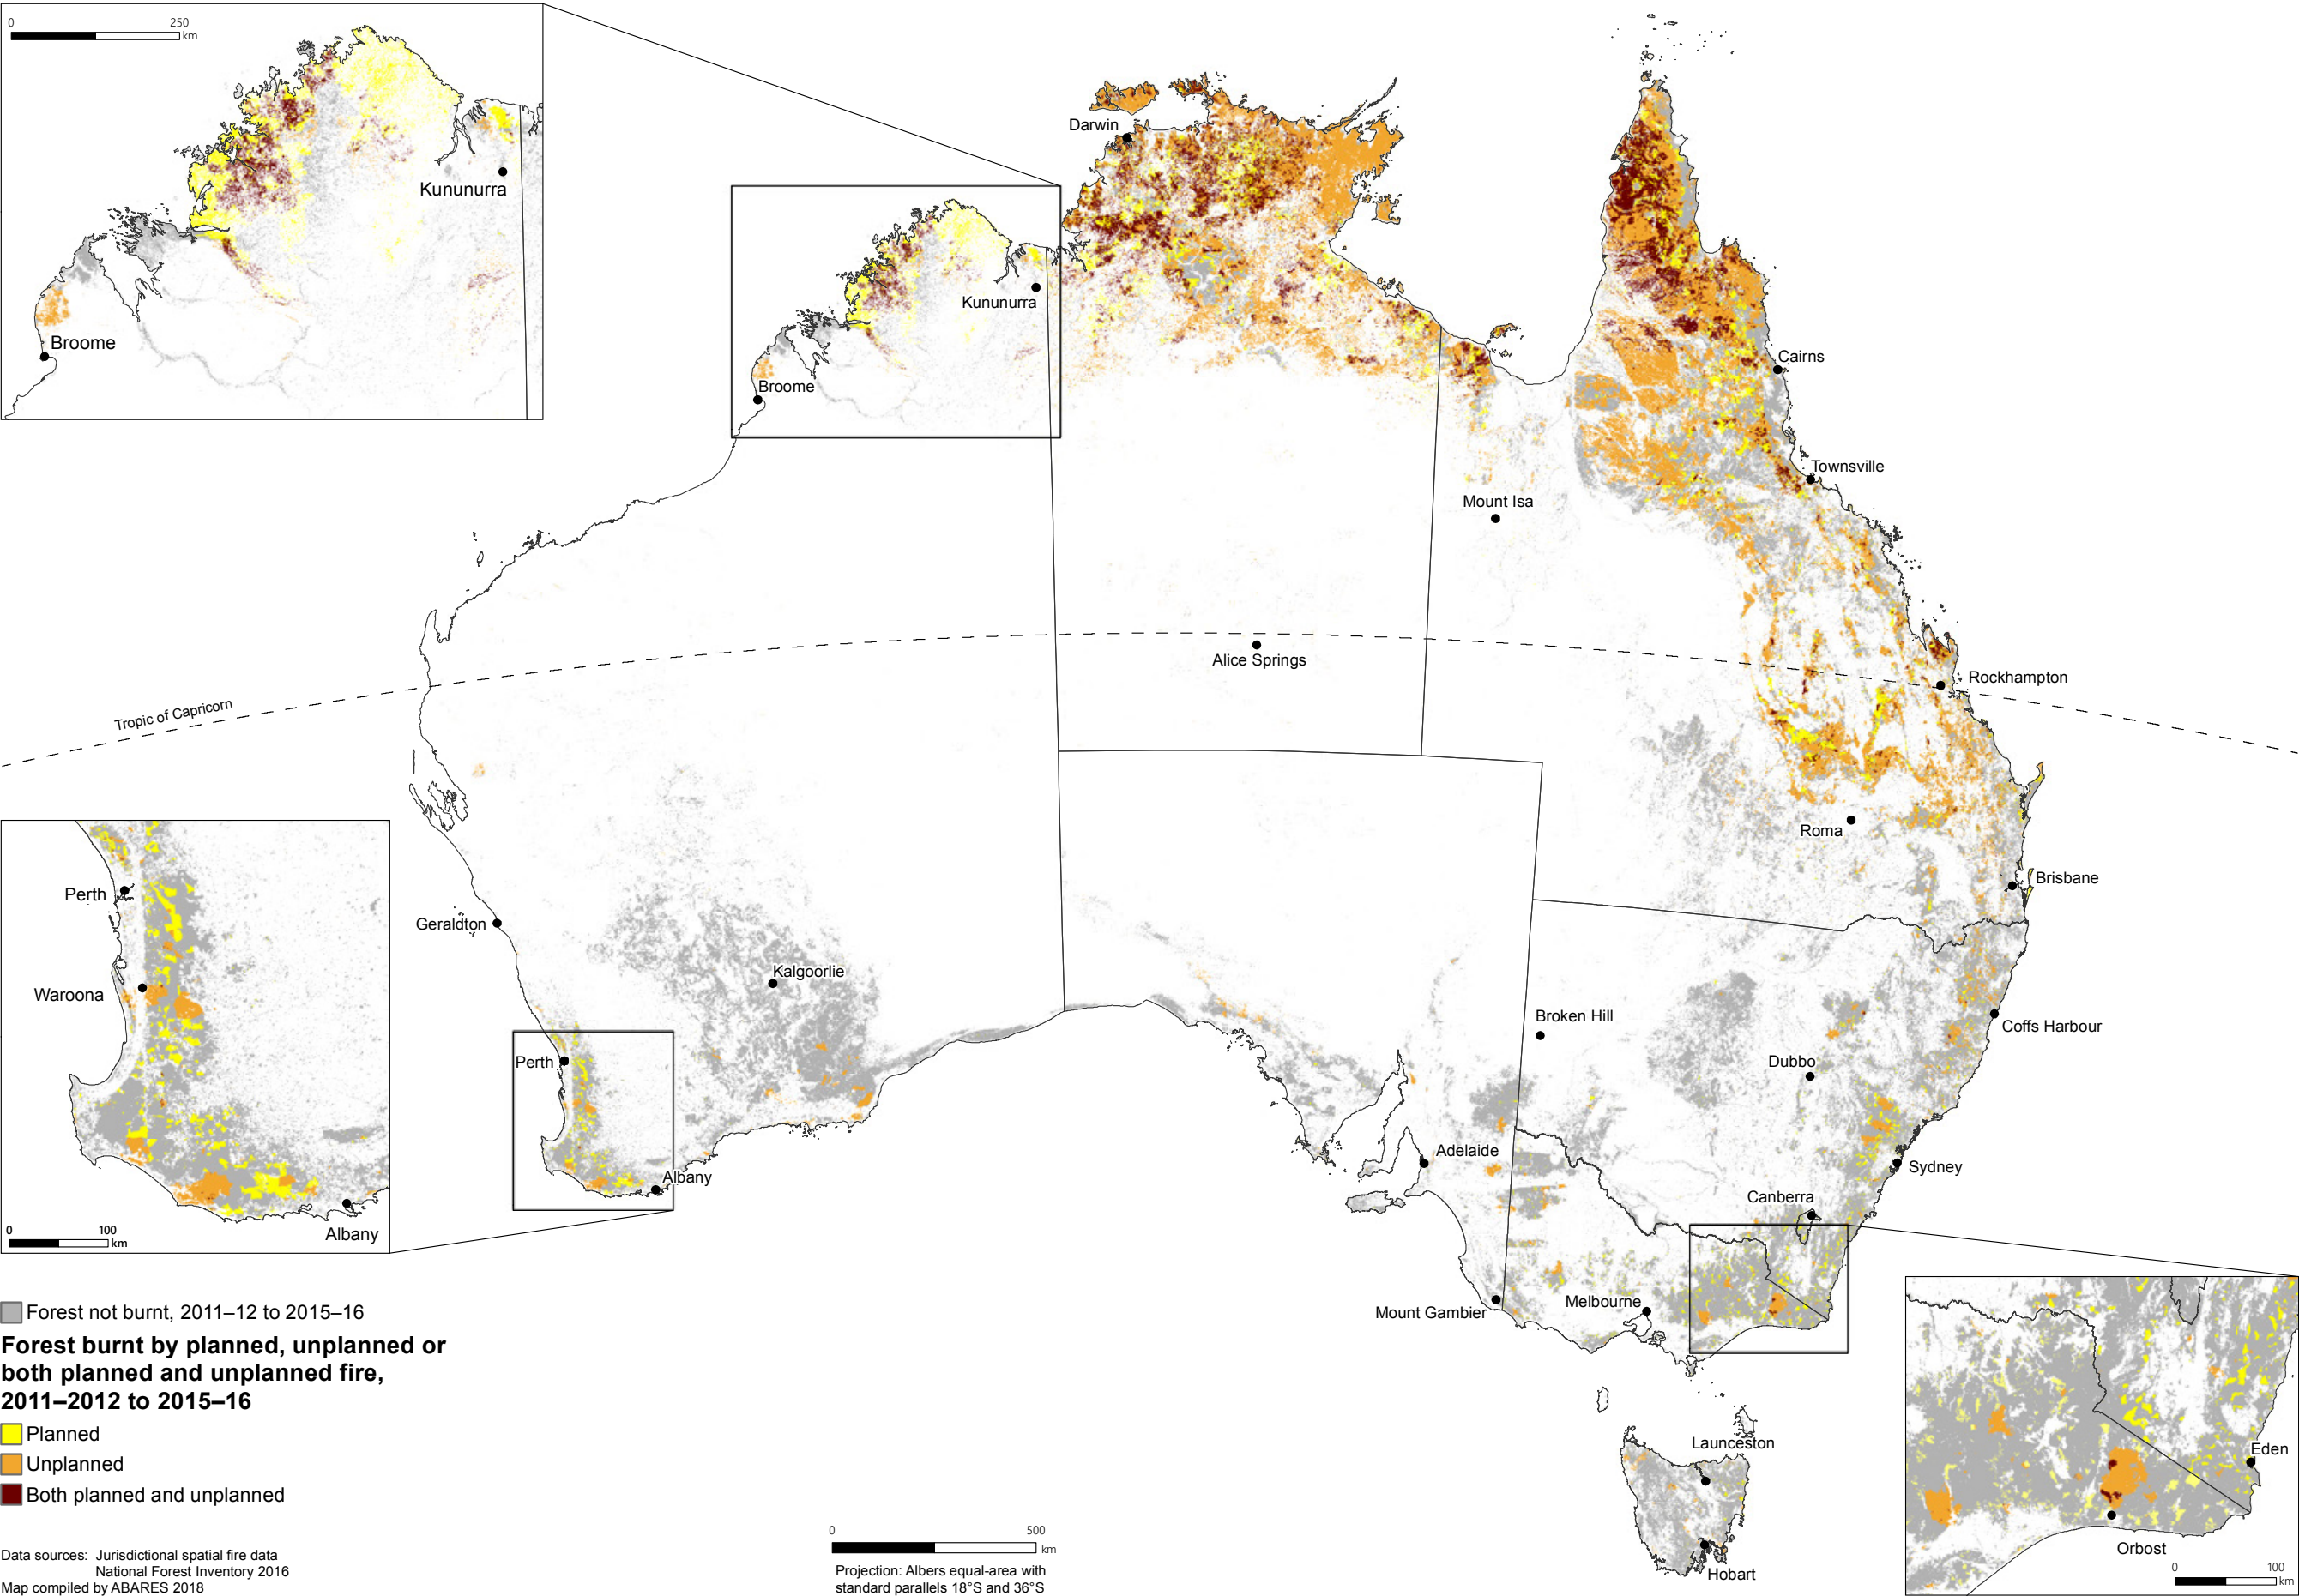 0 250
km
Kununurra
Broome
Darwin
Kununurra
Broome
Cairns
Townsville
Mount Isa
Alice Springs
Rockhampton
Tropic of Capricorn
Roma
Brisbane
Geraldton
Kalgoorlie
Perth
Albany
Broken Hill
Coffs Harbour
Dubbo
Adelaide
Sydney
Canberra
Mount Gambier
Melbourne
Launceston
Hobart
Perth
Waroona
Albany
0 100
km
Eden
Orbost
0 100
km
Forest not burnt, 2011–12 to 2015–16
Forest burnt by planned, unplanned or
both planned and unplanned fire,
2011–2012 to 2015–16
Planned
Unplanned
Both planned and unplanned
Data sources: Jurisdictional spatial fire data
National Forest Inventory 2016
Map compiled by ABARES 2018
0 500
km
Projection: Albers equal-area with
standard parallels 18°S and 36°S